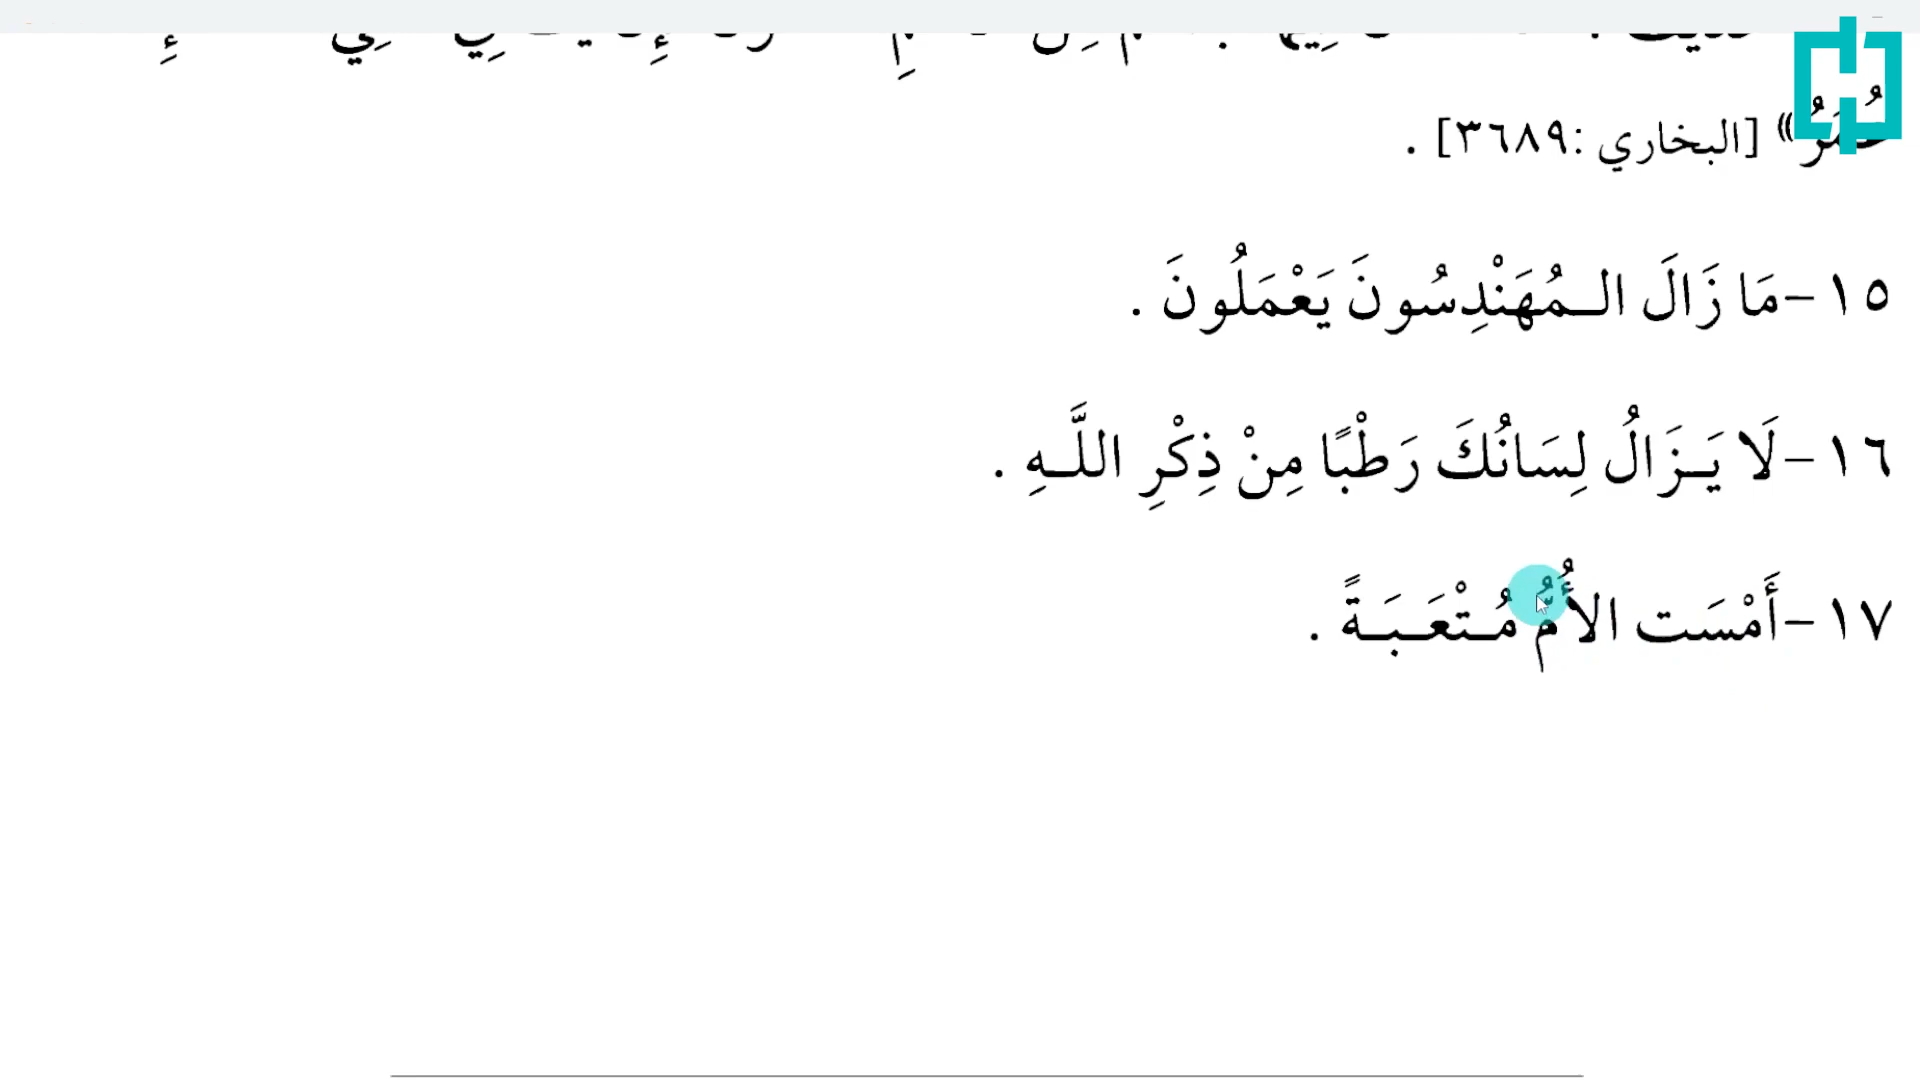 عُمَرُ» [البخاري :٣٦٨٩] .
١٥-مَا زَالَ الـمُهَنْدِسُونَ يَعْمَلُونَ .
١٦-لَا يَـزَالُ لِسَانُكَ رَطْبًا مِنْ ذِكْرِ اللَّـهِ .
١٧-أَمْسَت الأُمُّ مُـتْعَـبَـةً .